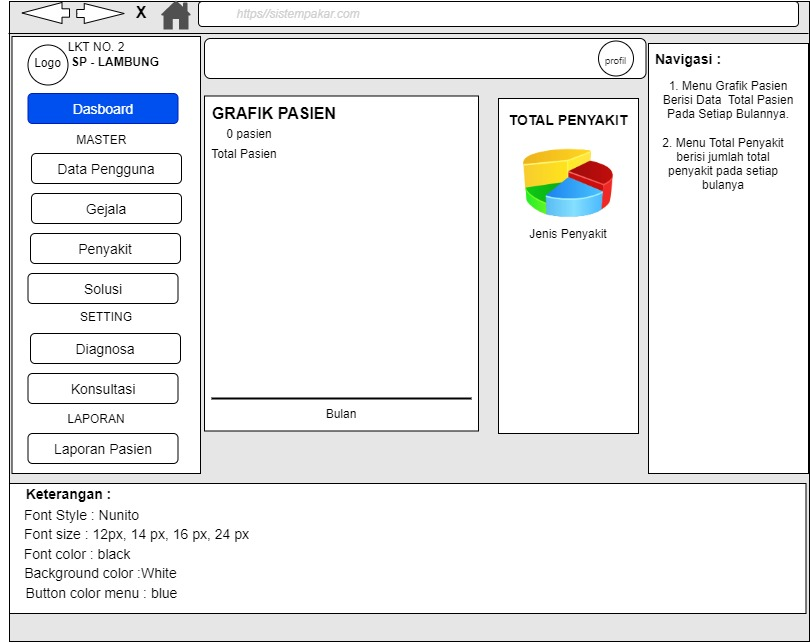 X
https//sistempakar.com
LKT NO. 2
Logo
SP - LAMBUNG
profil
Dasboard
MASTER
Data Pengguna
Gejala
Penyakit
Solusi
SETTING
Diagnosa
Konsultasi
LAPORAN
Laporan Pasien
GRAFIK PASIEN
0 pasien
Total Pasien
Bulan
TOTAL PENYAKIT
Jenis Penyakit
Navigasi :
1. Menu Grafik Pasien
Berisi Data Total Pasien
Pada Setiap Bulannya.
2. Menu Total Penyakit
berisi jumlah total
penyakit pada setiap
bulanya
Keterangan :
Font Style : Nunito
Font size : 12px, 14 px, 16 px, 24 px
Font color : black
Background color :White
Button color menu : blue